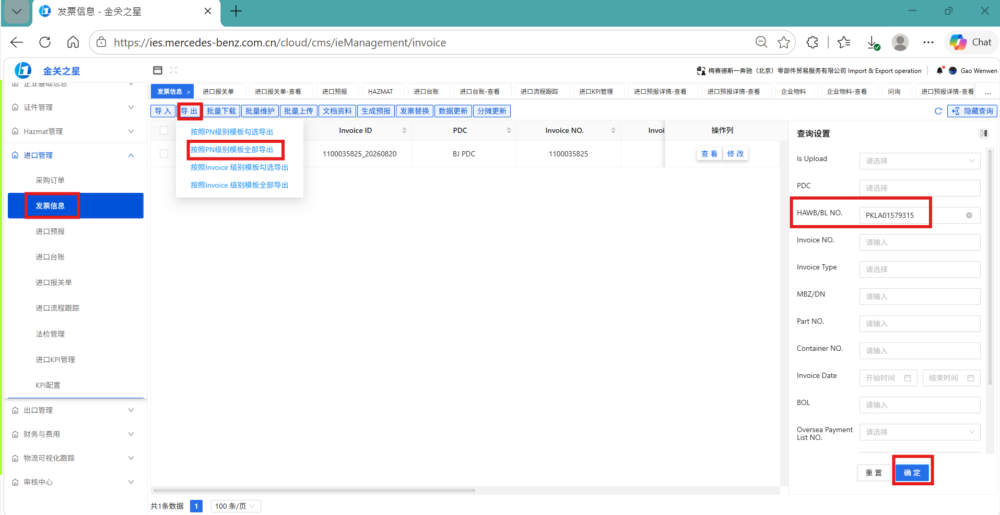 发票信息 - 金关之星
https://ies.mercedes-benz.com.cn/cloud/cms/ieManagement/invoice
Chat
金关之星
梅赛德斯一奔驰（北京）零部件贸易服务有限公司 Import & Export operation
Gao Wenwen
企业基础信息
证件管理
Hazmat管理
进口管理
采购订单
发票信息
进口预报
进口台账
进口报关单
进口流程跟踪
法检管理
进口KPI管理
KPI配置
出口管理
财务与费用
物流可视化跟踪
审核中心
发票信息 进口报关单 进口报关单-查看 进口预报 HAZMAT 进口台账 进口台账-查看 进口流程跟踪 进口KPI管理 进口预报详情-查看 进口预报详情-查看 企业物料 企业物料-查看 问询 进口预报详情-查看 ...
导 入 导 出 批量下载 批量维护 批量上传 文档资料 生成预报 发票替换 数据更新 分摊更新 隐藏查询
按照PN级别模板勾选导出
按照PN级别模板全部导出
按照Invoice 级别模板勾选导出
按照Invoice 级别模板全部导出
Invoice ID PDC Invoice NO. Invoi 操作列
1100035825_20260820 BJ PDC 1100035825 查 看 修 改
查询设置
Is Upload 请选择
PDC 请选择
HAWB/BL NO. PKLA01579315
Invoice NO. 请输入
Invoice Type 请选择
MBZ/DN 请输入
Part NO. 请输入
Container NO. 请输入
Invoice Date 开始时间 - 结束时间
BOL 请输入
Oversea Payment 请选择
List NO.
重 置 确 定
共1条数据 1 100 条/页